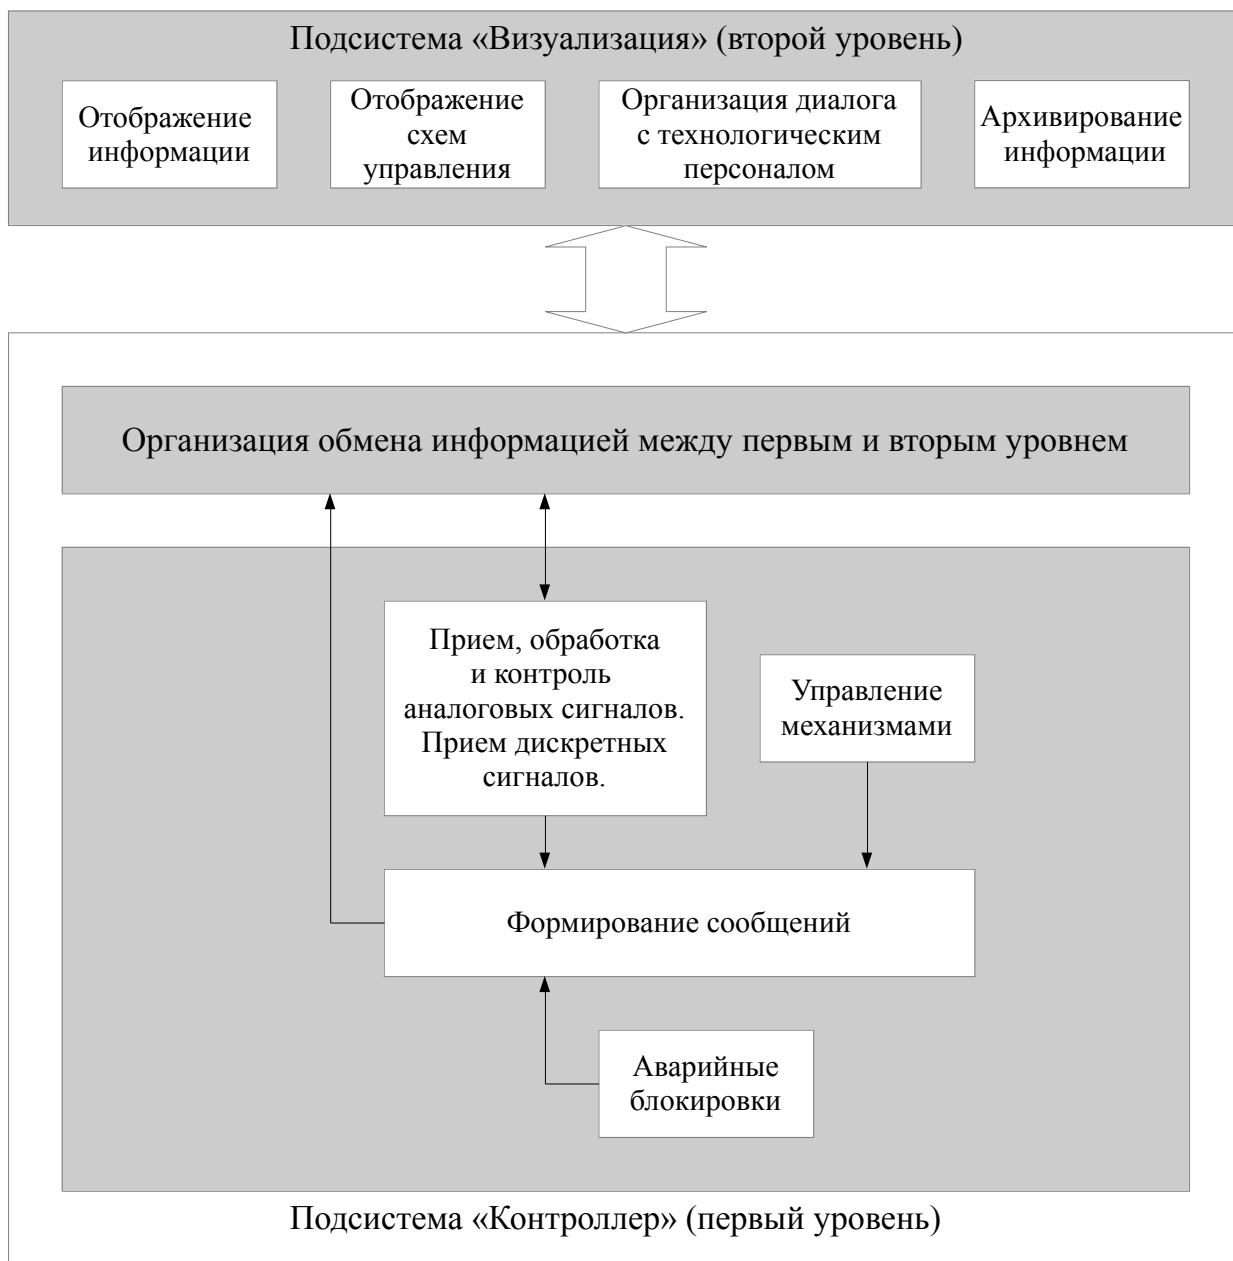 Подсистема «Визуализация» (второй уровень)
Отображение
информации
Отображение
схем
управления
Организация диалога
с технологическим
персоналом
Архивирование
информации
Организация обмена информацией между первым и вторым уровнем
Прием, обработка
и контроль
аналоговых сигналов.
Прием дискретных
сигналов.
Управление
механизмами
Формирование сообщений
Аварийные
блокировки
Подсистема «Контроллер» (первый уровень)